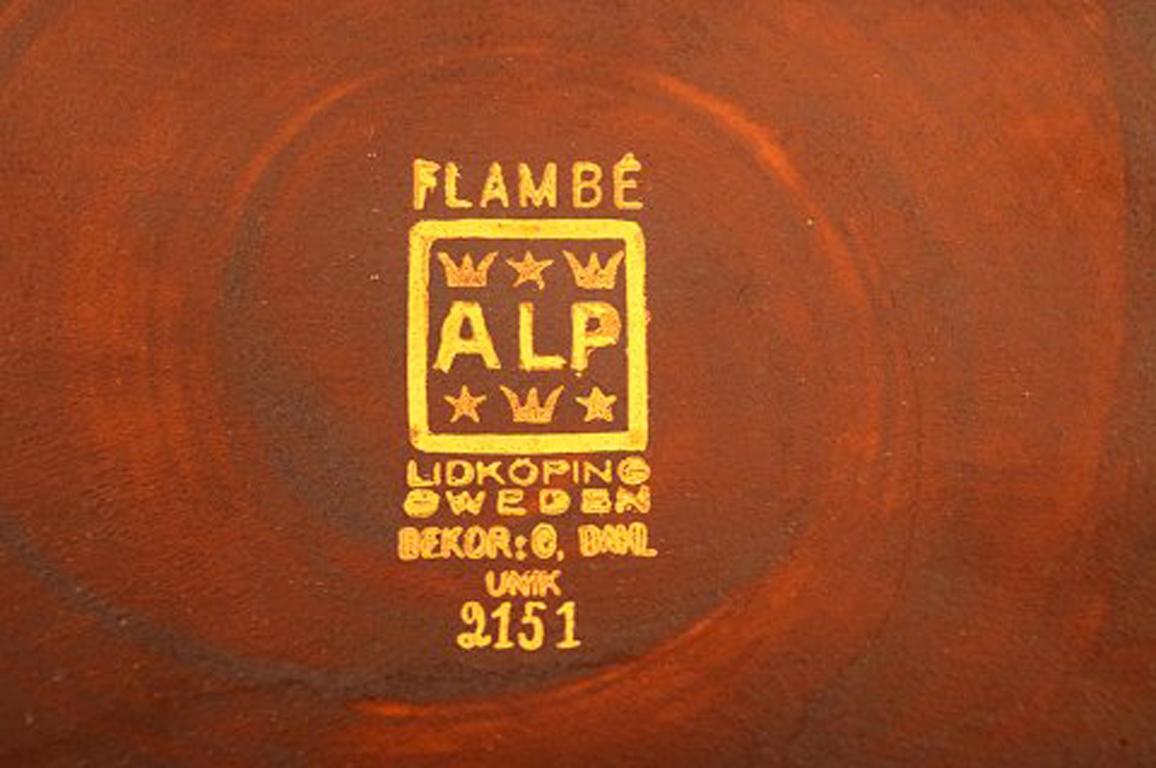 FLAMBÉ
ALP
LIDKÖPING
SWEDEN
DEKOR: O, DAHL
UNIK
2151